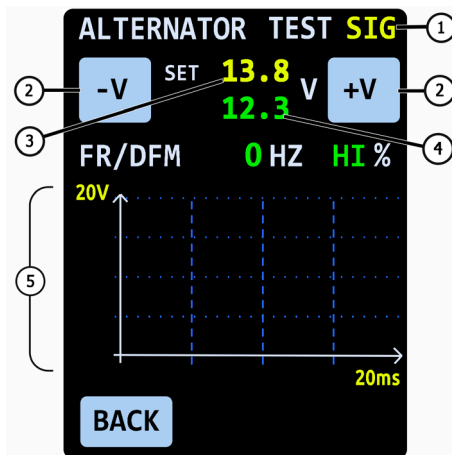 ALTERNATOR TEST SIG
1
-V SET 13.8 V +V
2 2
12.3
3 4
FR/DFM 0 HZ HI %
20V
5
20ms
BACK